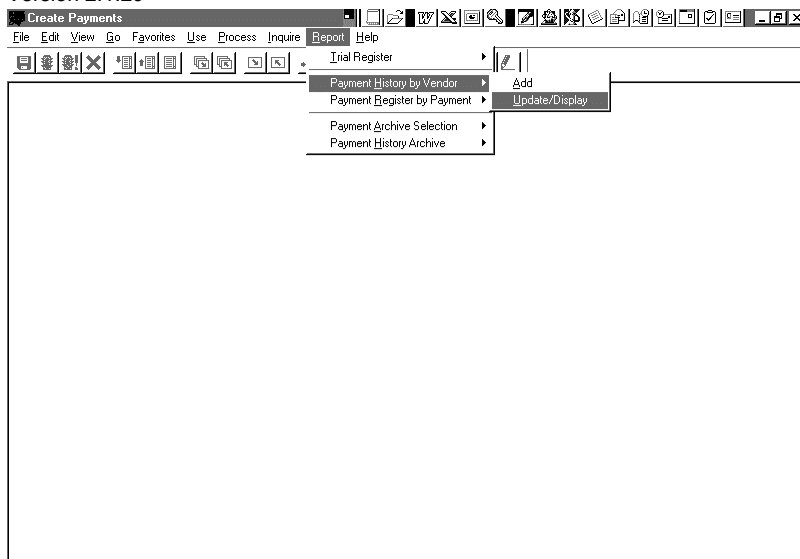 Create Payments
File Edit View Go Favorites Use Process Inquire Report Help
Trial Register
Payment History by Vendor
Add
Payment Register by Payment
Update/Display
Payment Archive Selection
Payment History Archive